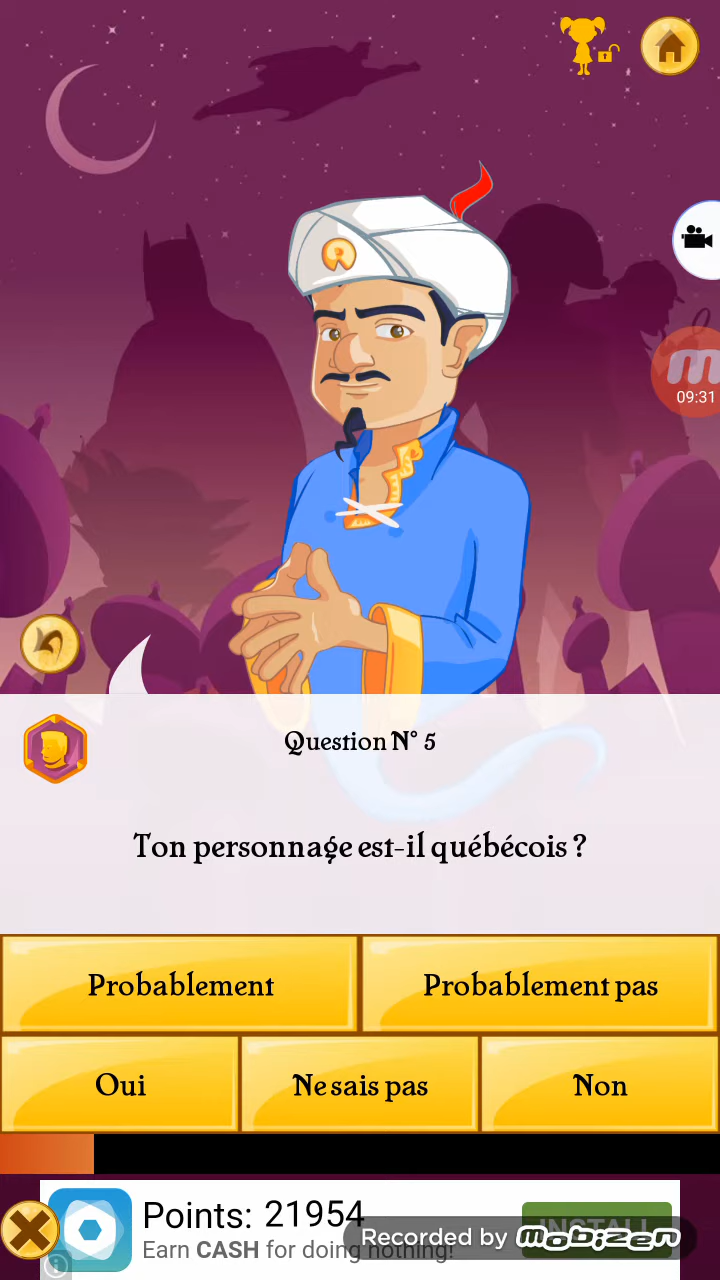 09:31
Question N° 5
Ton personnage est-il québécois ?
Probablement
Probablement pas
Oui
Ne sais pas
Non
Points: 21954
INSTALL
Earn CASH for doing nothing!
Recorded by mobizen